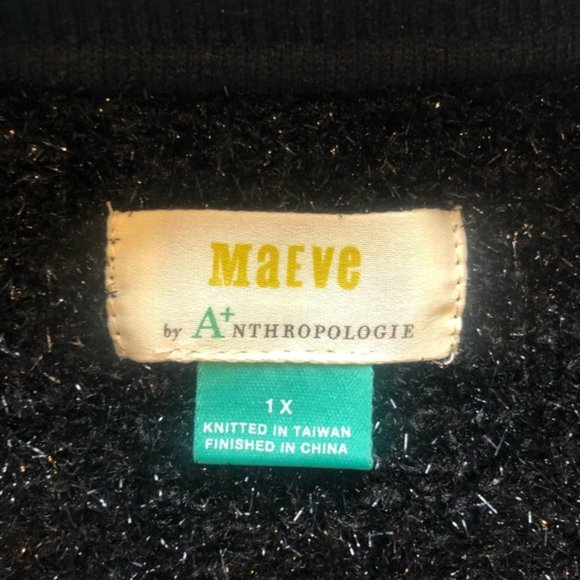 MaEve
by A+NTHROPOLOGIE
1X
KNITTED IN TAIWAN
FINISHED IN CHINA